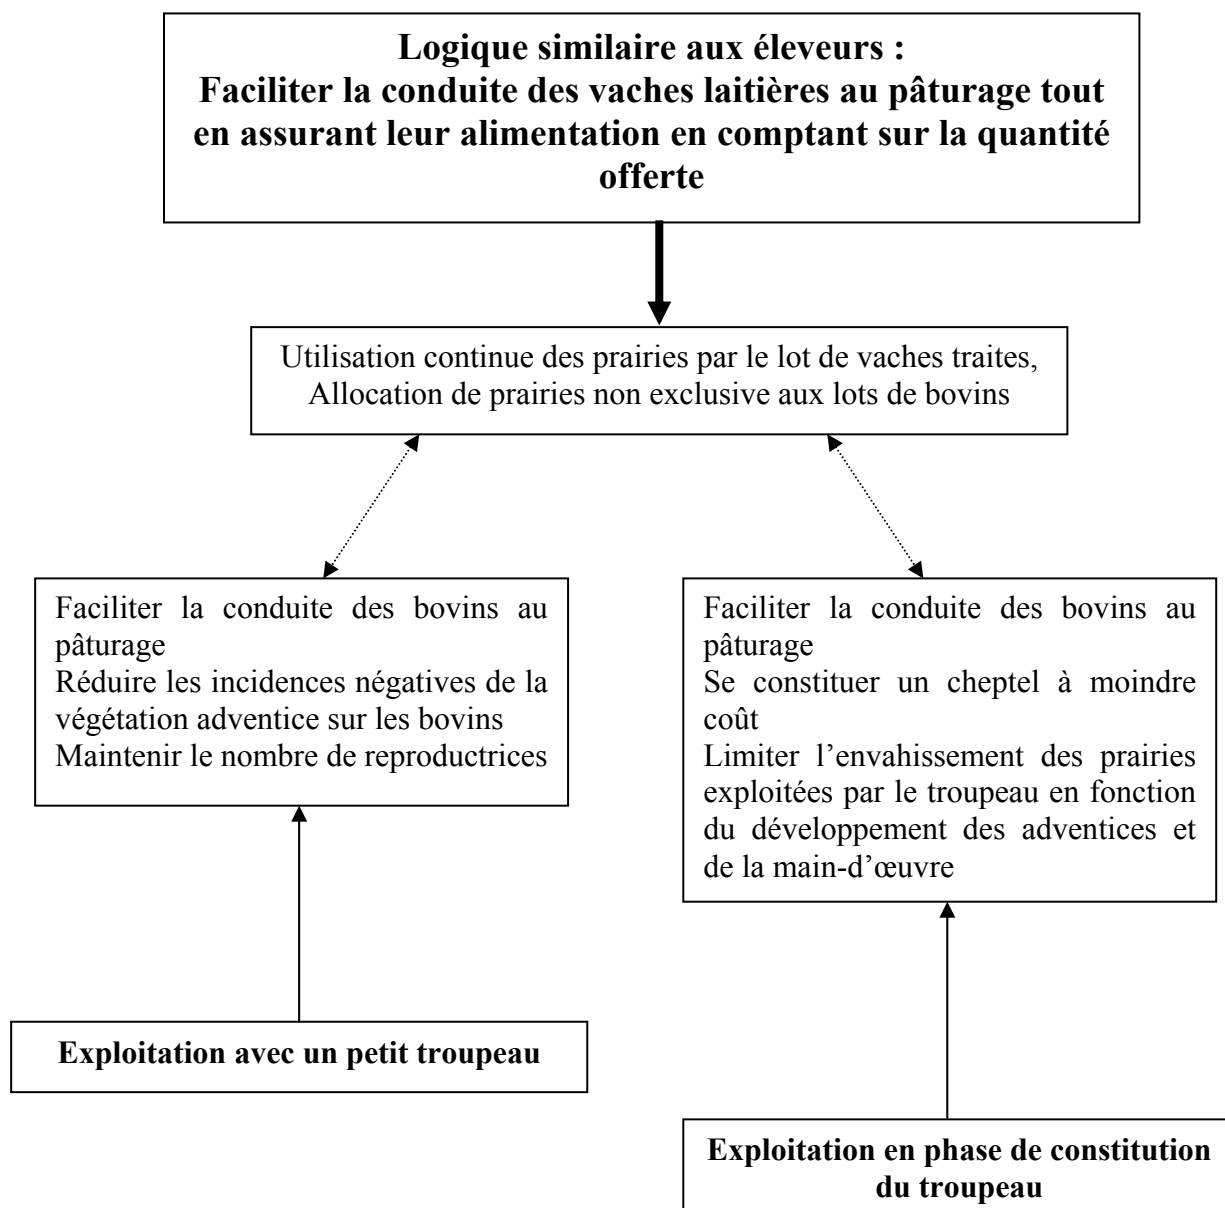 Logique similaire aux éleveurs :
Faciliter la conduite des vaches laitières au pâturage tout
en assurant leur alimentation en comptant sur la quantité
offerte
Utilisation continue des prairies par le lot de vaches traites,
Allocation de prairies non exclusive aux lots de bovins
Faciliter la conduite des bovins au
pâturage
Réduire les incidences négatives de la
végétation adventice sur les bovins
Maintenir le nombre de reproductrices
Faciliter la conduite des bovins au
pâturage
Se constituer un cheptel à moindre
coût
Limiter l’envahissement des prairies
exploitées par le troupeau en fonction
du développement des adventices et
de la main-d’œuvre
Exploitation avec un petit troupeau
Exploitation en phase de constitution
du troupeau